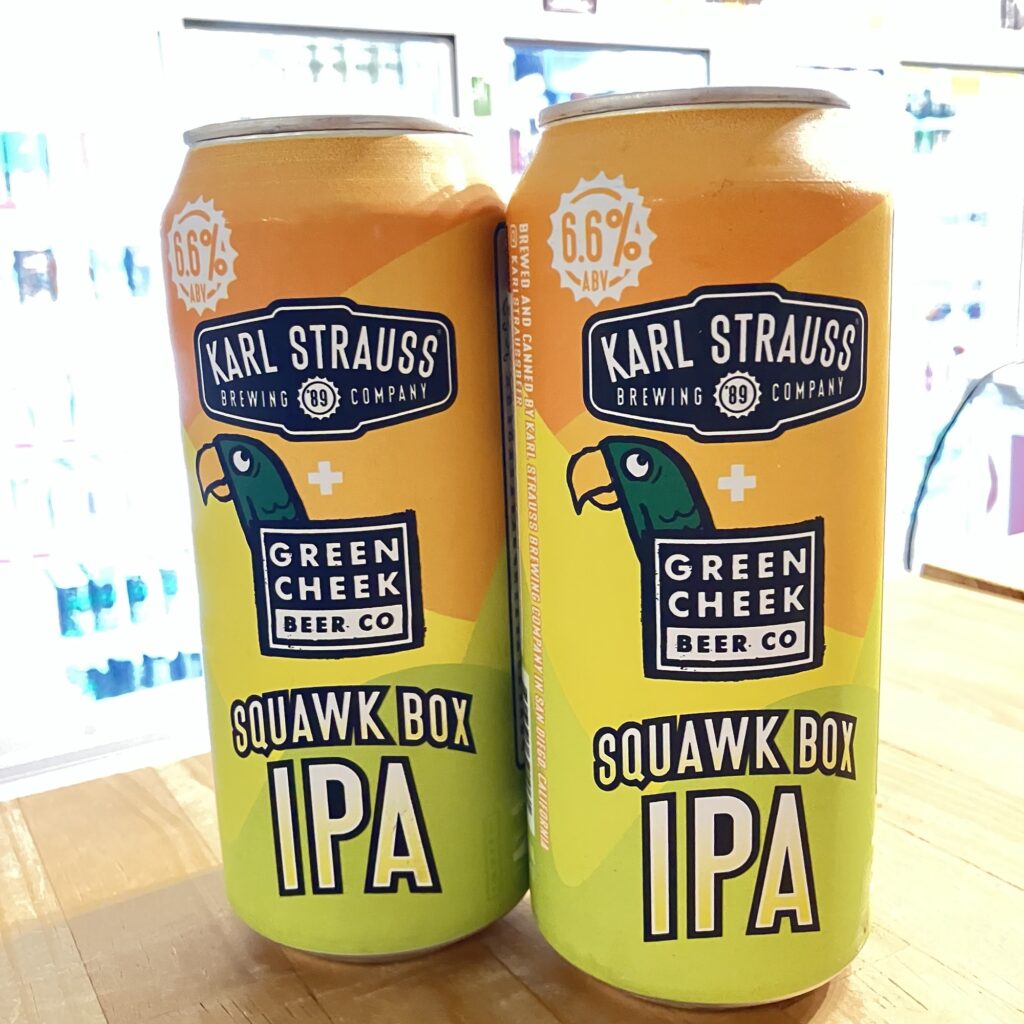 6.6%
ABV
KARL STRAUSS
BREWING '89 COMPANY
+
GREEN
CHEEK
BEER CO
SQUAWK BOX
IPA
BREWED AND CANNED BY KARL STRAUSS BREWING COMPANY IN SAN DIEGO, CALIFORNIA
KARLSTRAUSSBEER
6.6%
ABV
KARL STRAUSS
BREWING '89 COMPANY
+
GREEN
CHEEK
BEER CO
SQUAWK BOX
IPA